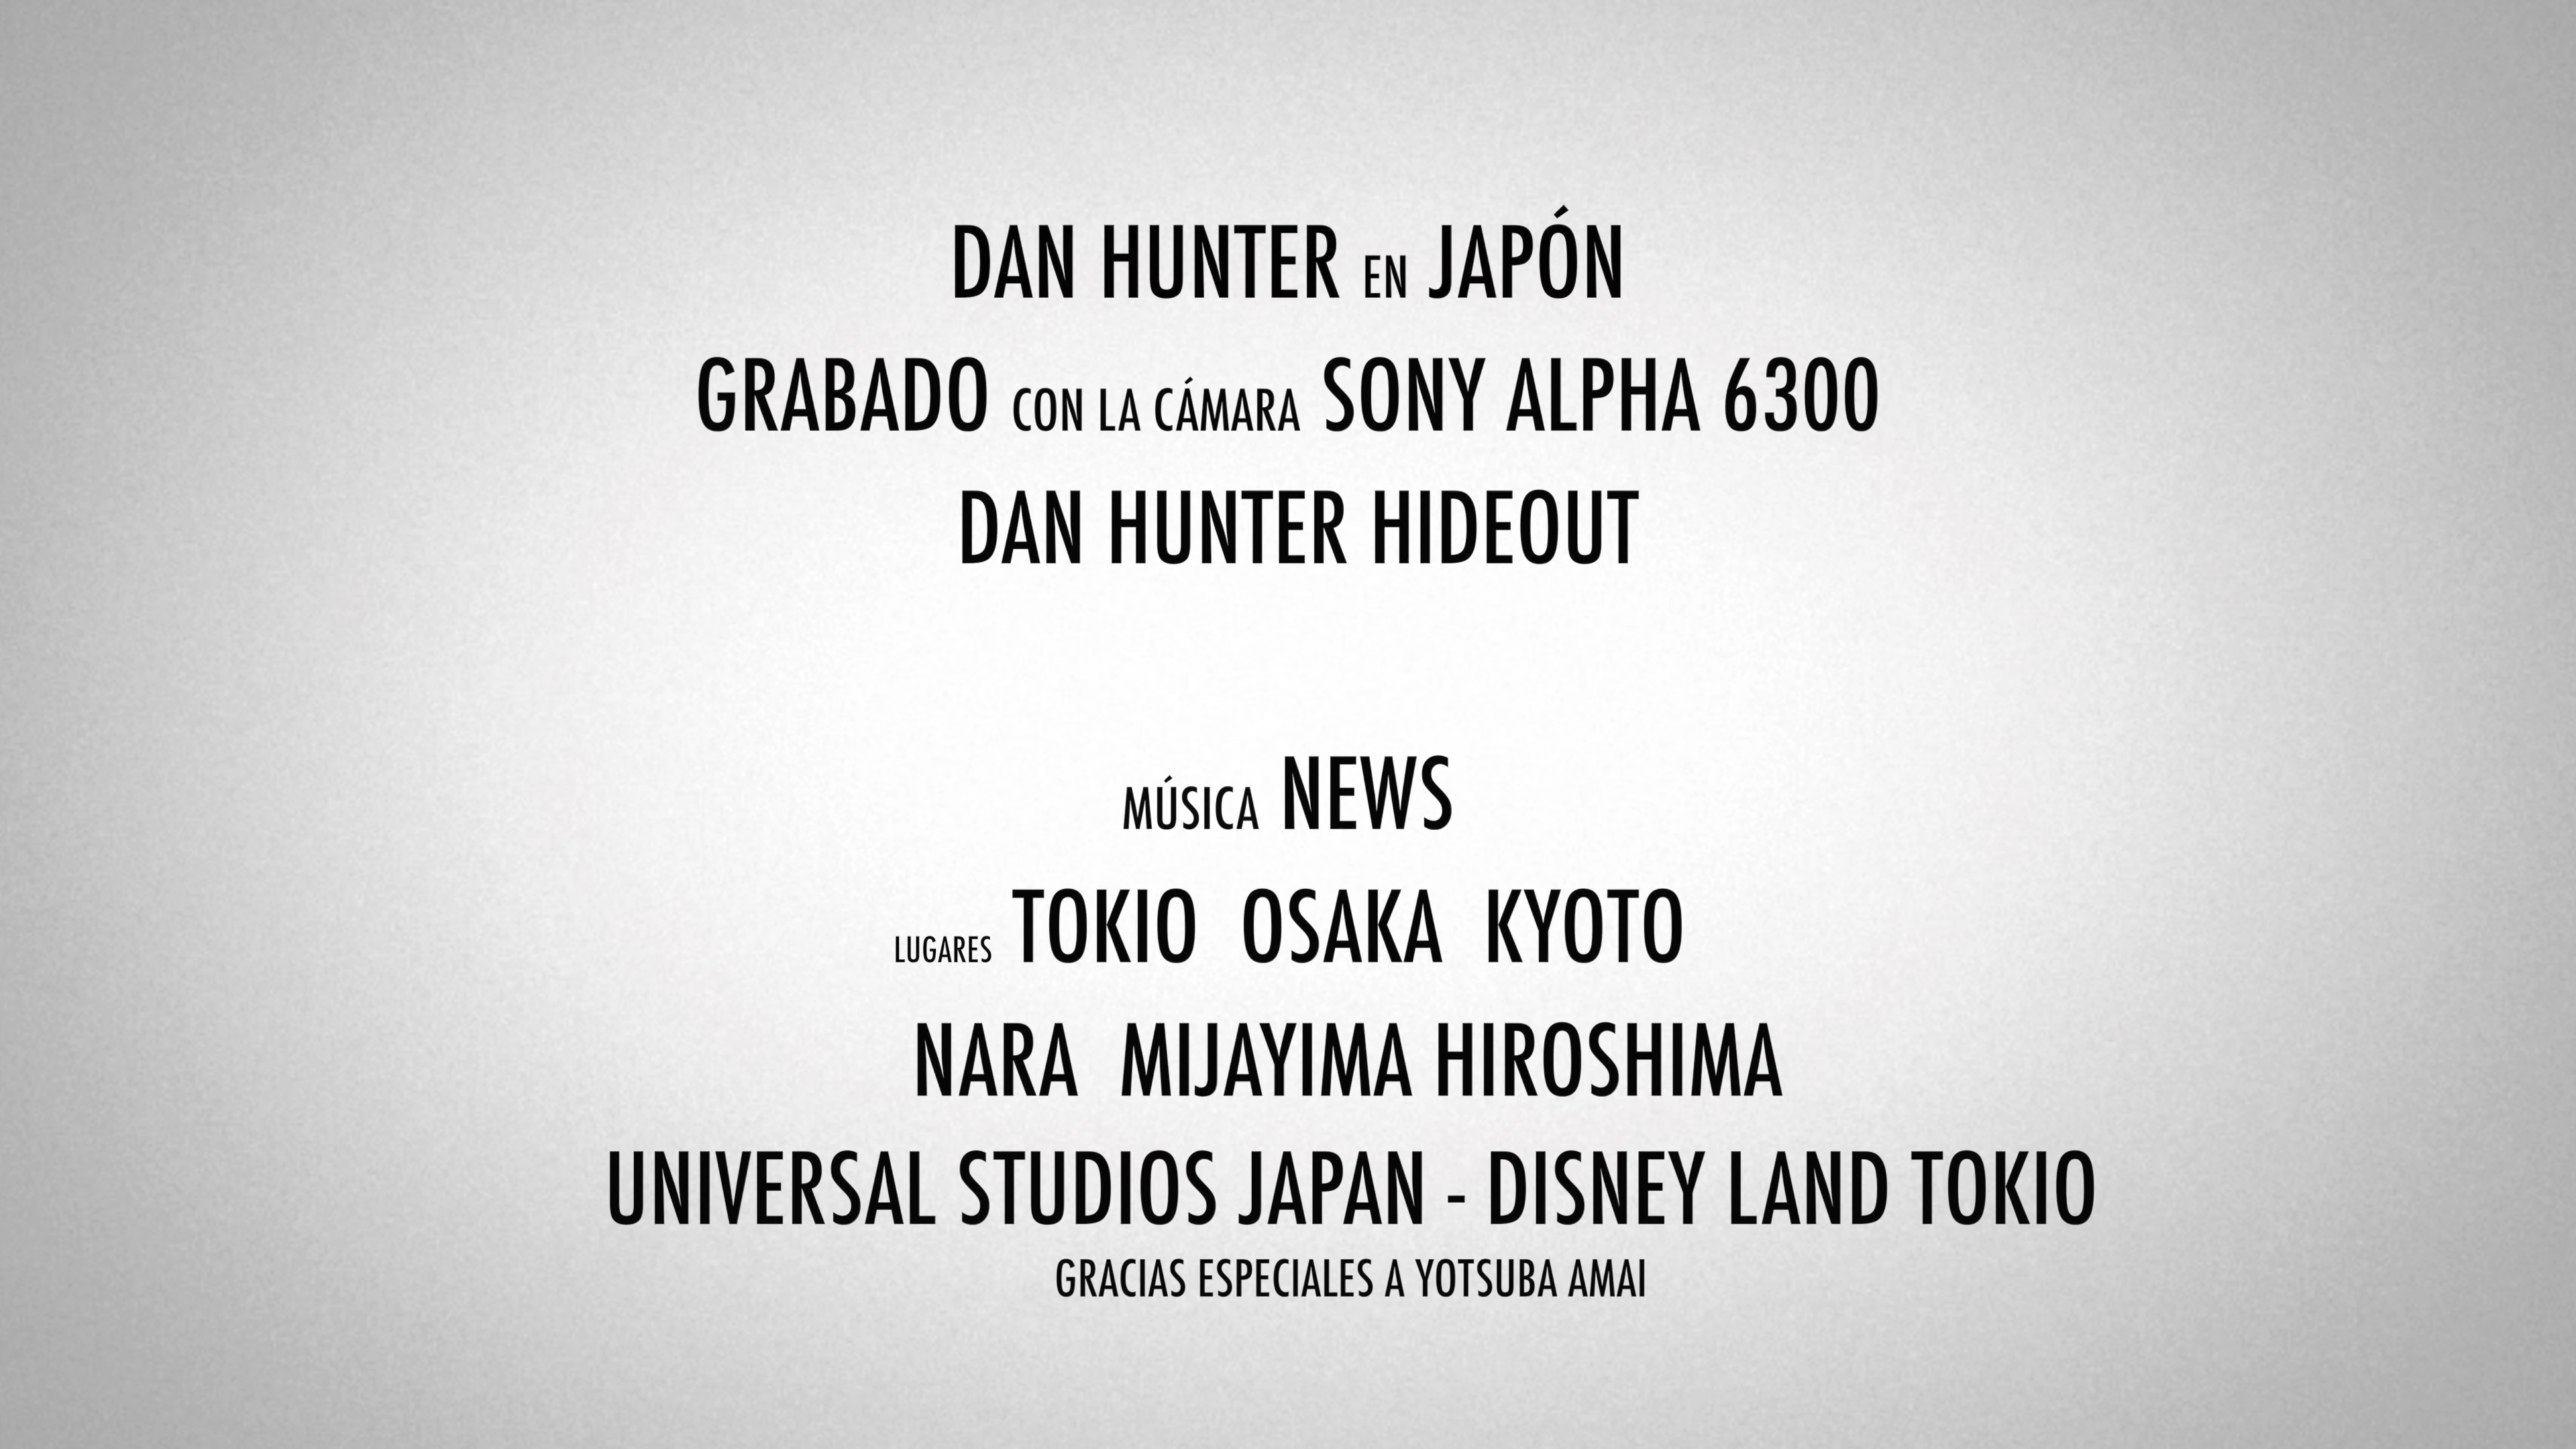 DAN HUNTER EN JAPÓN
GRABADO CON LA CÁMARA SONY ALPHA 6300
DAN HUNTER HIDEOUT
MÚSICA NEWS
LUGARES TOKIO OSAKA KYOTO
NARA MIJAYIMA HIROSHIMA
UNIVERSAL STUDIOS JAPAN - DISNEY LAND TOKIO
GRACIAS ESPECIALES A YOTSUBA AMAI